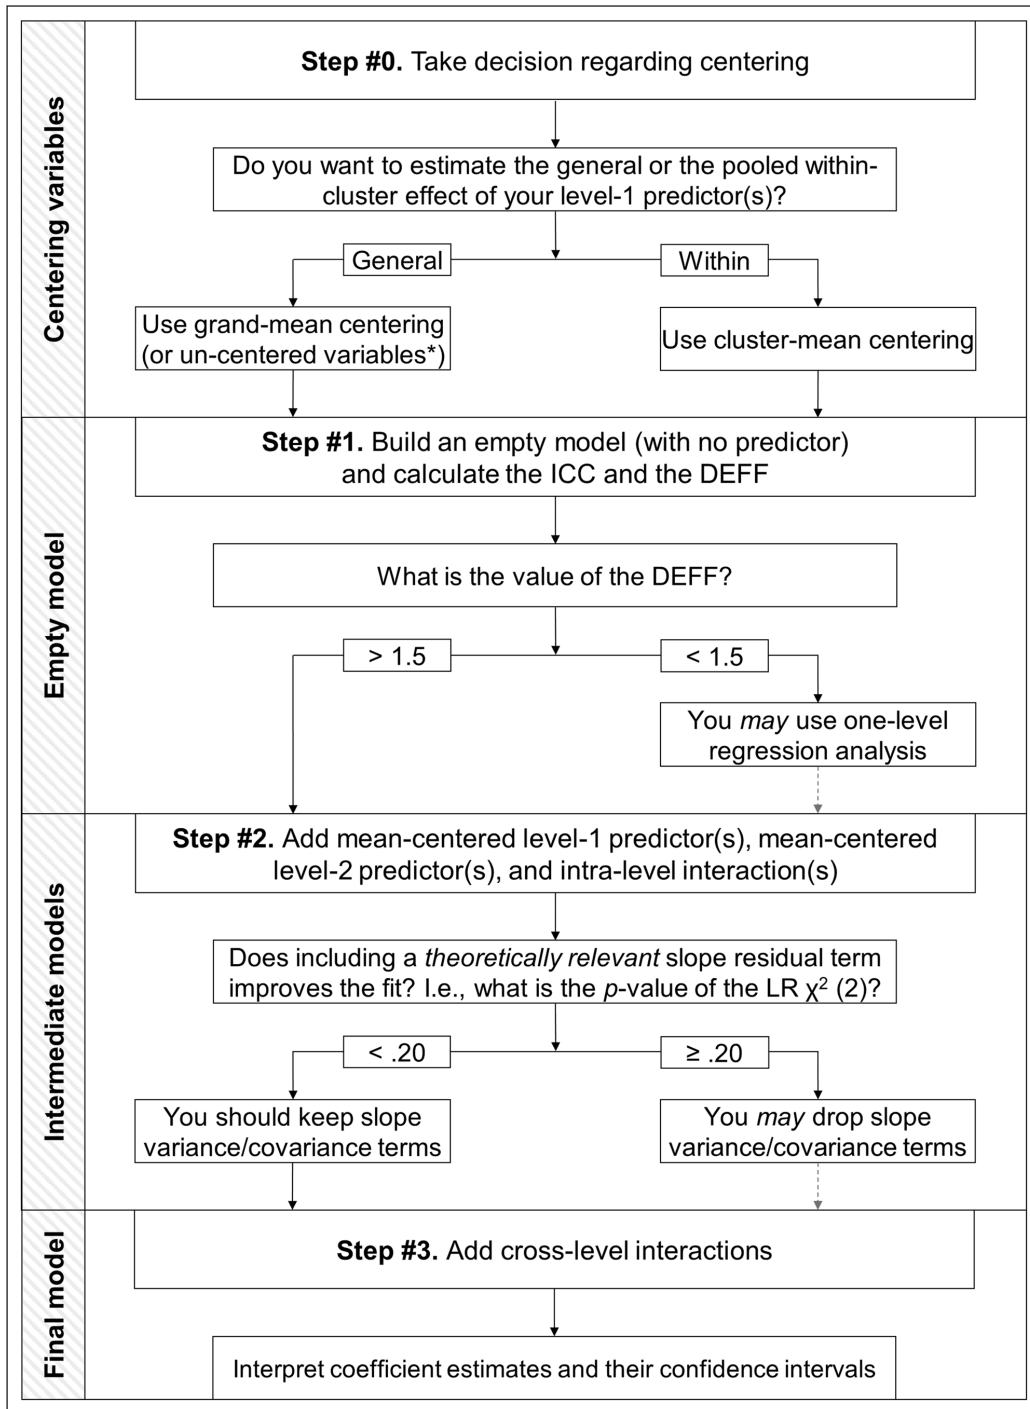 Centering variables
Step #0. Take decision regarding centering
Do you want to estimate the general or the pooled within-
cluster effect of your level-1 predictor(s)?
General
Within
Use grand-mean centering
(or un-centered variables*)
Use cluster-mean centering
Empty model
Step #1. Build an empty model (with no predictor)
and calculate the ICC and the DEFF
What is the value of the DEFF?
> 1.5
< 1.5
You may use one-level
regression analysis
Intermediate models
Step #2. Add mean-centered level-1 predictor(s), mean-centered
level-2 predictor(s), and intra-level interaction(s)
Does including a theoretically relevant slope residual term
improves the fit? I.e., what is the p-value of the LR χ² (2)?
< .20
≥ .20
You should keep slope
variance/covariance terms
You may drop slope
variance/covariance terms
Final model
Step #3. Add cross-level interactions
Interpret coefficient estimates and their confidence intervals